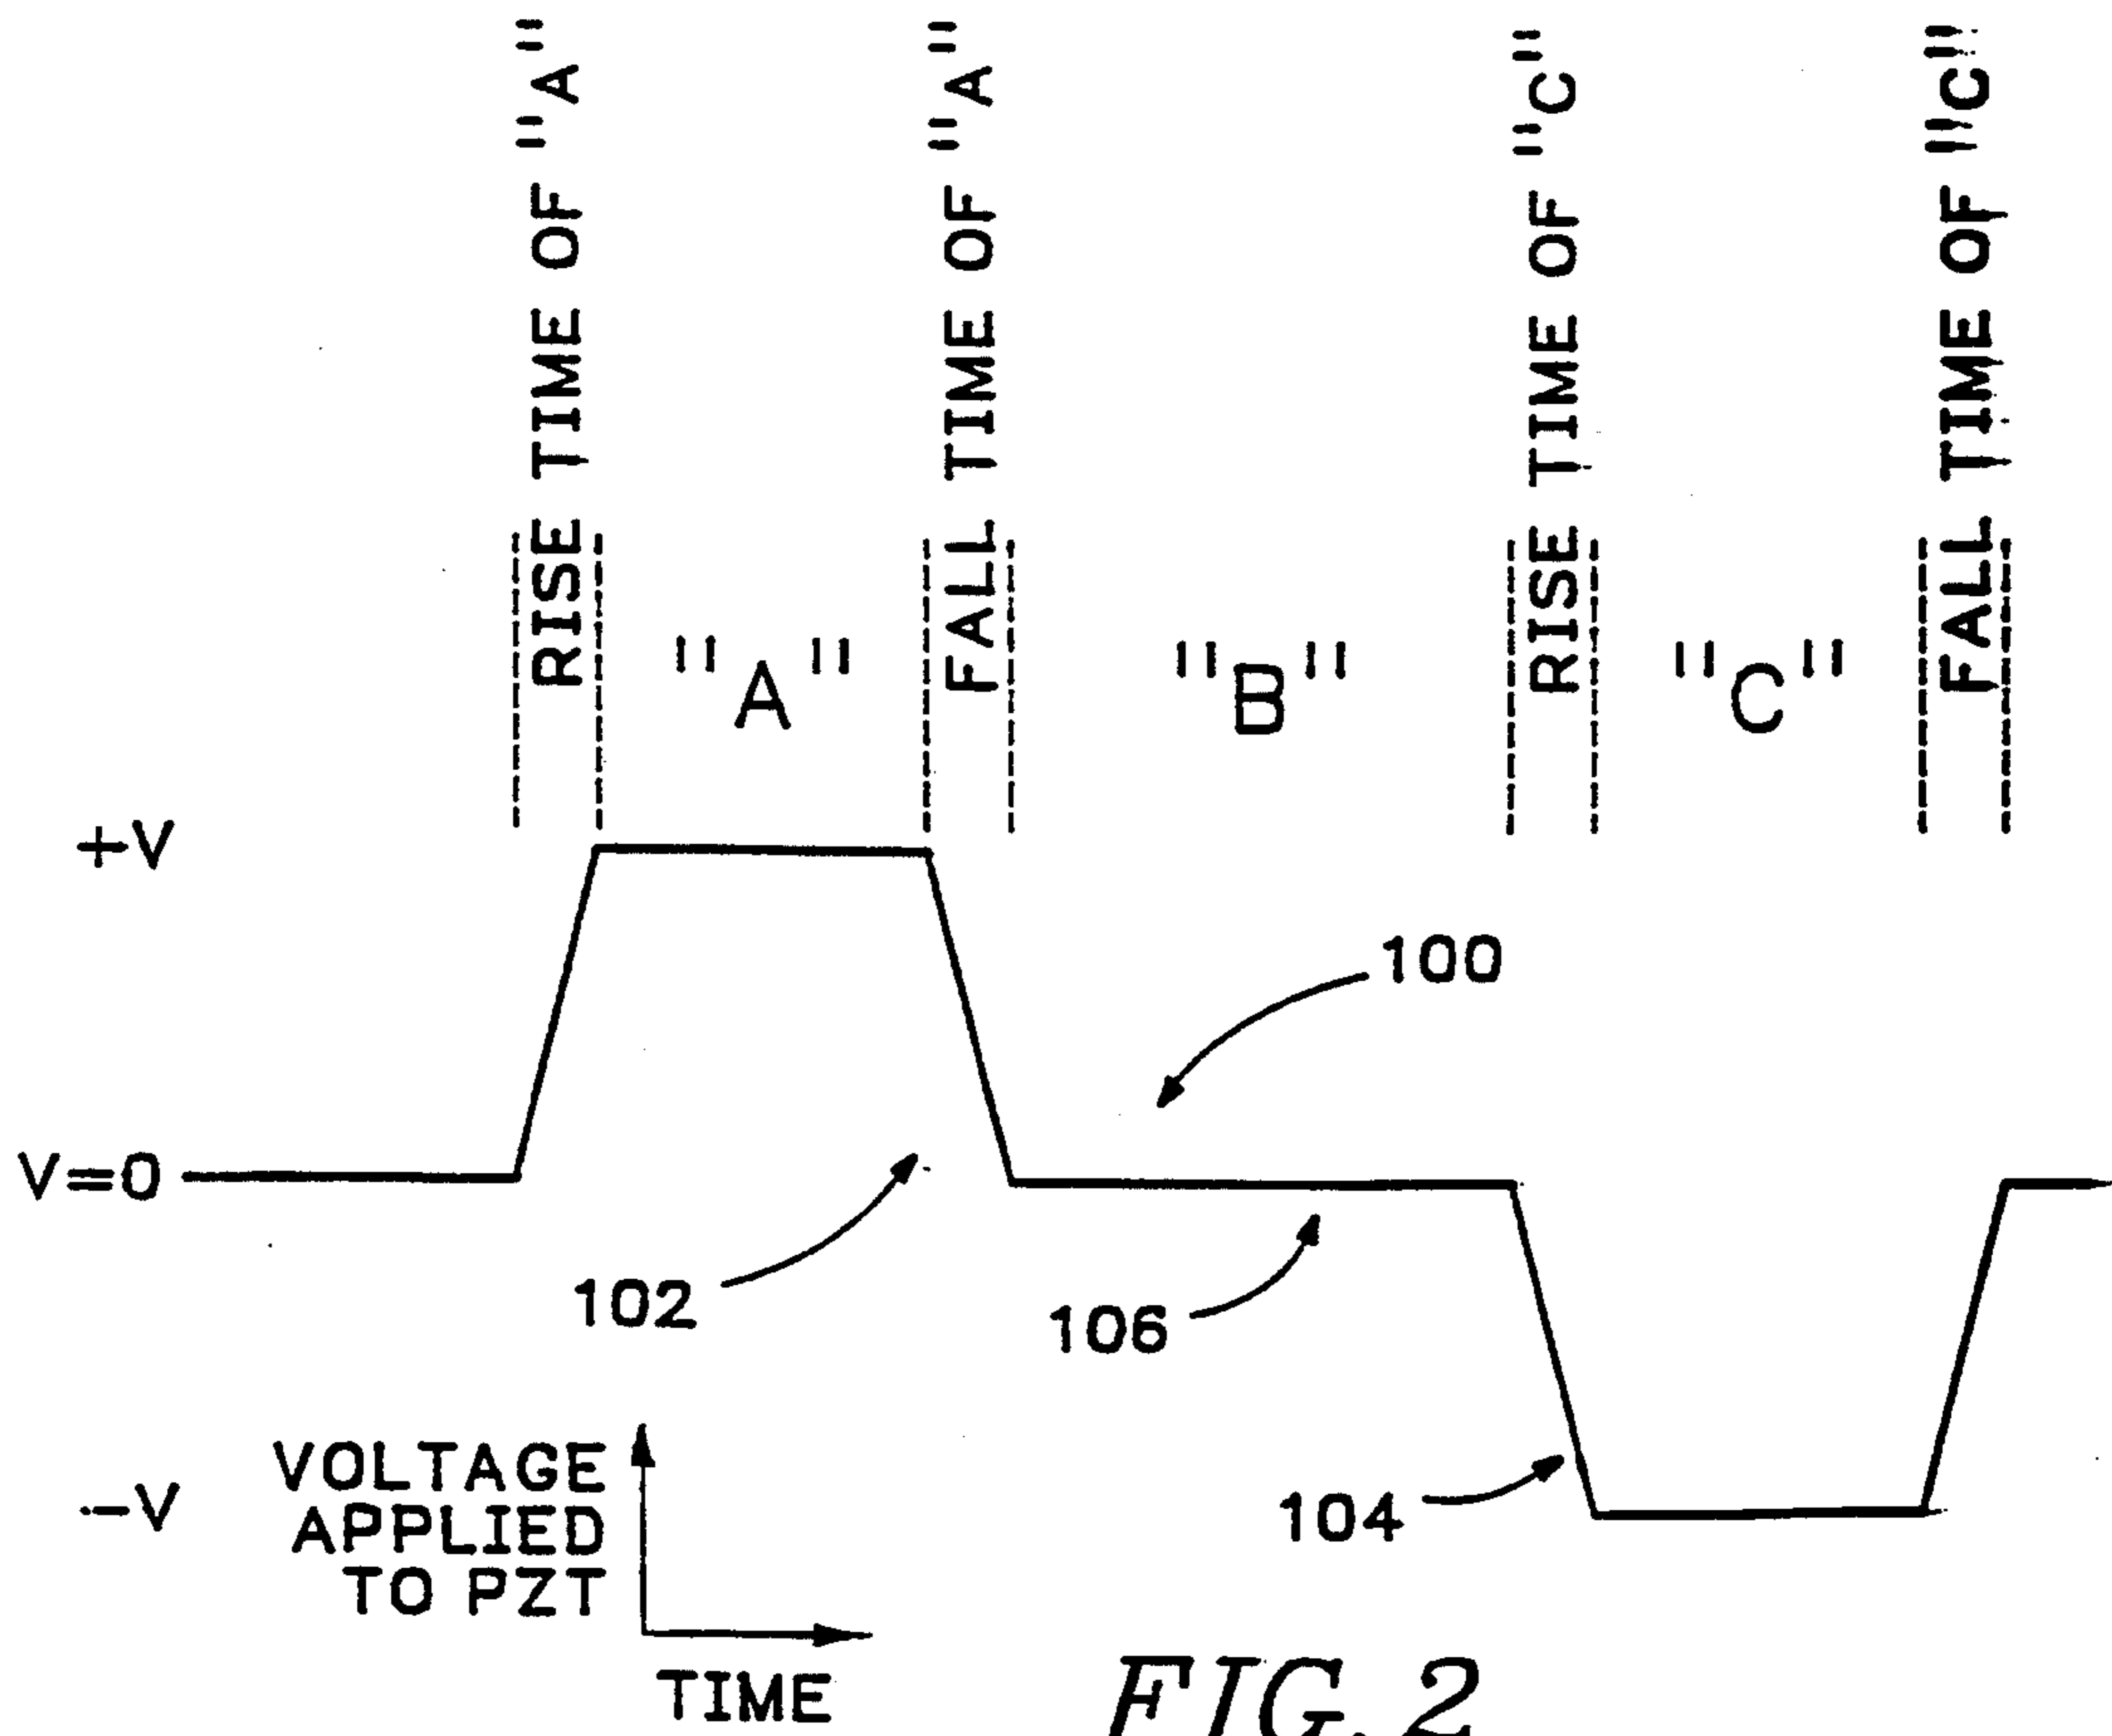 RISE TIME OF "A"
FALL TIME OF "A"
RISE TIME OF "C"
FALL TIME OF "C"
"A"
"B"
"C"
+V
100
V=0
102
106
104
-V
VOLTAGE
APPLIED
TO PZT
TIME
FIG. 2